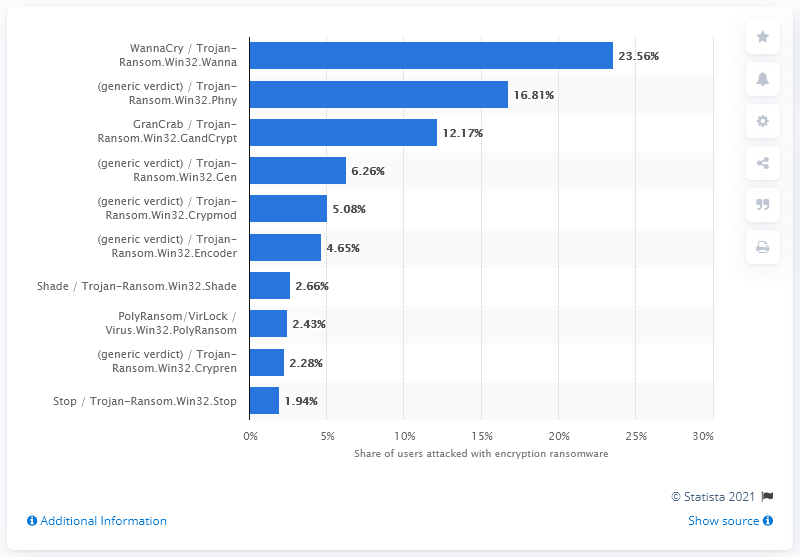 WannaCry / Trojan-
Ransom.Win32.Wanna
23.56%
(generic verdict) / Trojan-
Ransom.Win32.Phny
16.81%
GranCrab / Trojan-
Ransom.Win32.GandCrypt
12.17%
(generic verdict) / Trojan-
Ransom.Win32.Gen
6.26%
(generic verdict) / Trojan-
Ransom.Win32.Crypmod
5.08%
(generic verdict) / Trojan-
Ransom.Win32.Encoder
4.65%
Shade / Trojan-Ransom.Win32.Shade
2.66%
PolyRansom/VirLock /
Virus.Win32.PolyRansom
2.43%
(generic verdict) / Trojan-
Ransom.Win32.Crypren
2.28%
Stop / Trojan-Ransom.Win32.Stop
1.94%
0% 5% 10% 15% 20% 25% 30%
Share of users attacked with encryption ransomware
© Statista 2021
Additional Information
Show source